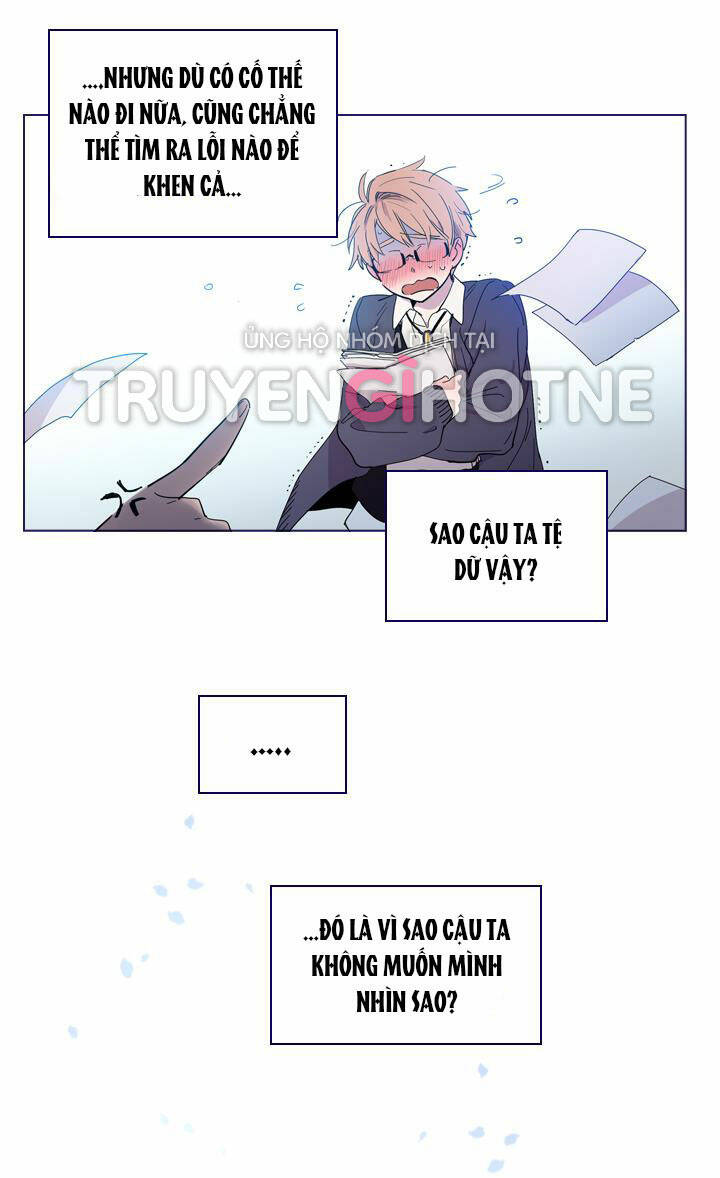 ....NHƯNG DÙ CÓ CỐ THẾ
NÀO ĐI NỮA, CŨNG CHẲNG
THỂ TÌM RA LỖI NÀO ĐỂ
KHEN CẢ...
ỦNG HỘ NHÓM DỊCH TẠI
TRUYENGIHOTNE
SAO CẬU TA TỆ
DỮ VẬY?
.....
...ĐÓ LÀ VÌ SAO CẬU TA
KHÔNG MUỐN MÌNH
NHÌN SAO?